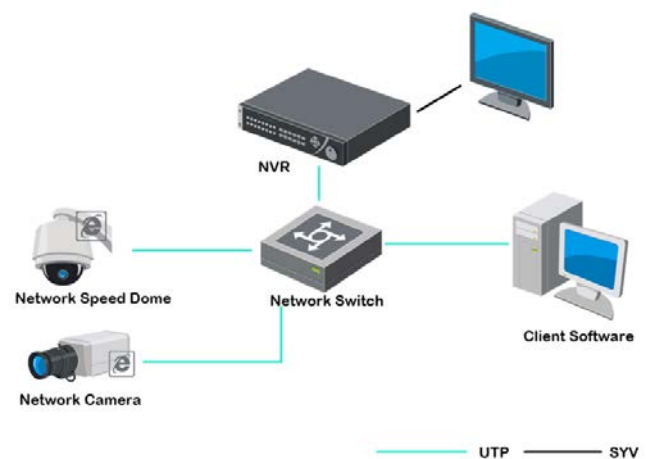 NVR
Network Speed Dome
Network Switch
Client Software
Network Camera
UTP
SYV